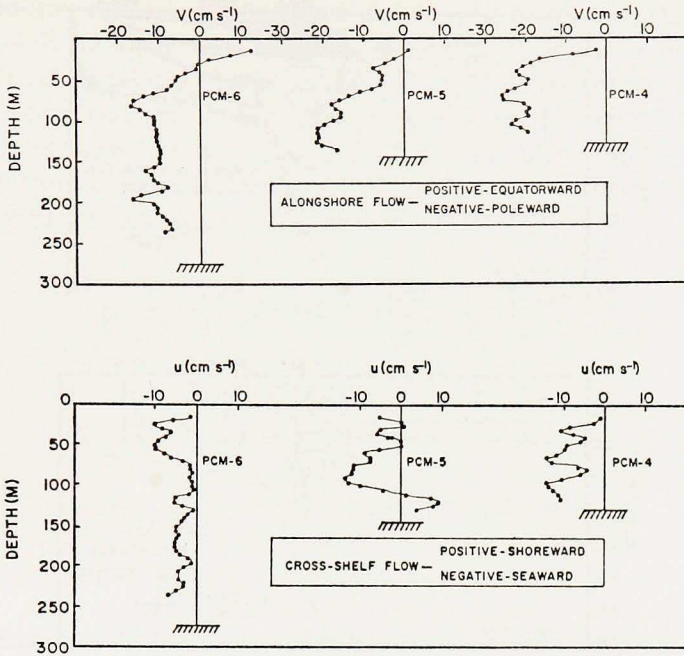 V (cm s⁻¹) V (cm s⁻¹) V (cm s⁻¹)
-20 -10 0 10 -30 -20 -10 0 10 -30 -20 -10 0 10
50
100
150
200
250
300
DEPTH (M)
PCM-6 PCM-5 PCM-4
ALONGSHORE FLOW— POSITIVE-EQUATORWARD
NEGATIVE-POLEWARD
u (cm s⁻¹) u (cm s⁻¹) u (cm s⁻¹)
-10 0 10 -10 0 10 -10 0 10
0
50
100
150
200
250
300
DEPTH (M)
PCM-6 PCM-5 PCM-4
CROSS-SHELF FLOW— POSITIVE-SHOREWARD
NEGATIVE-SEAWARD